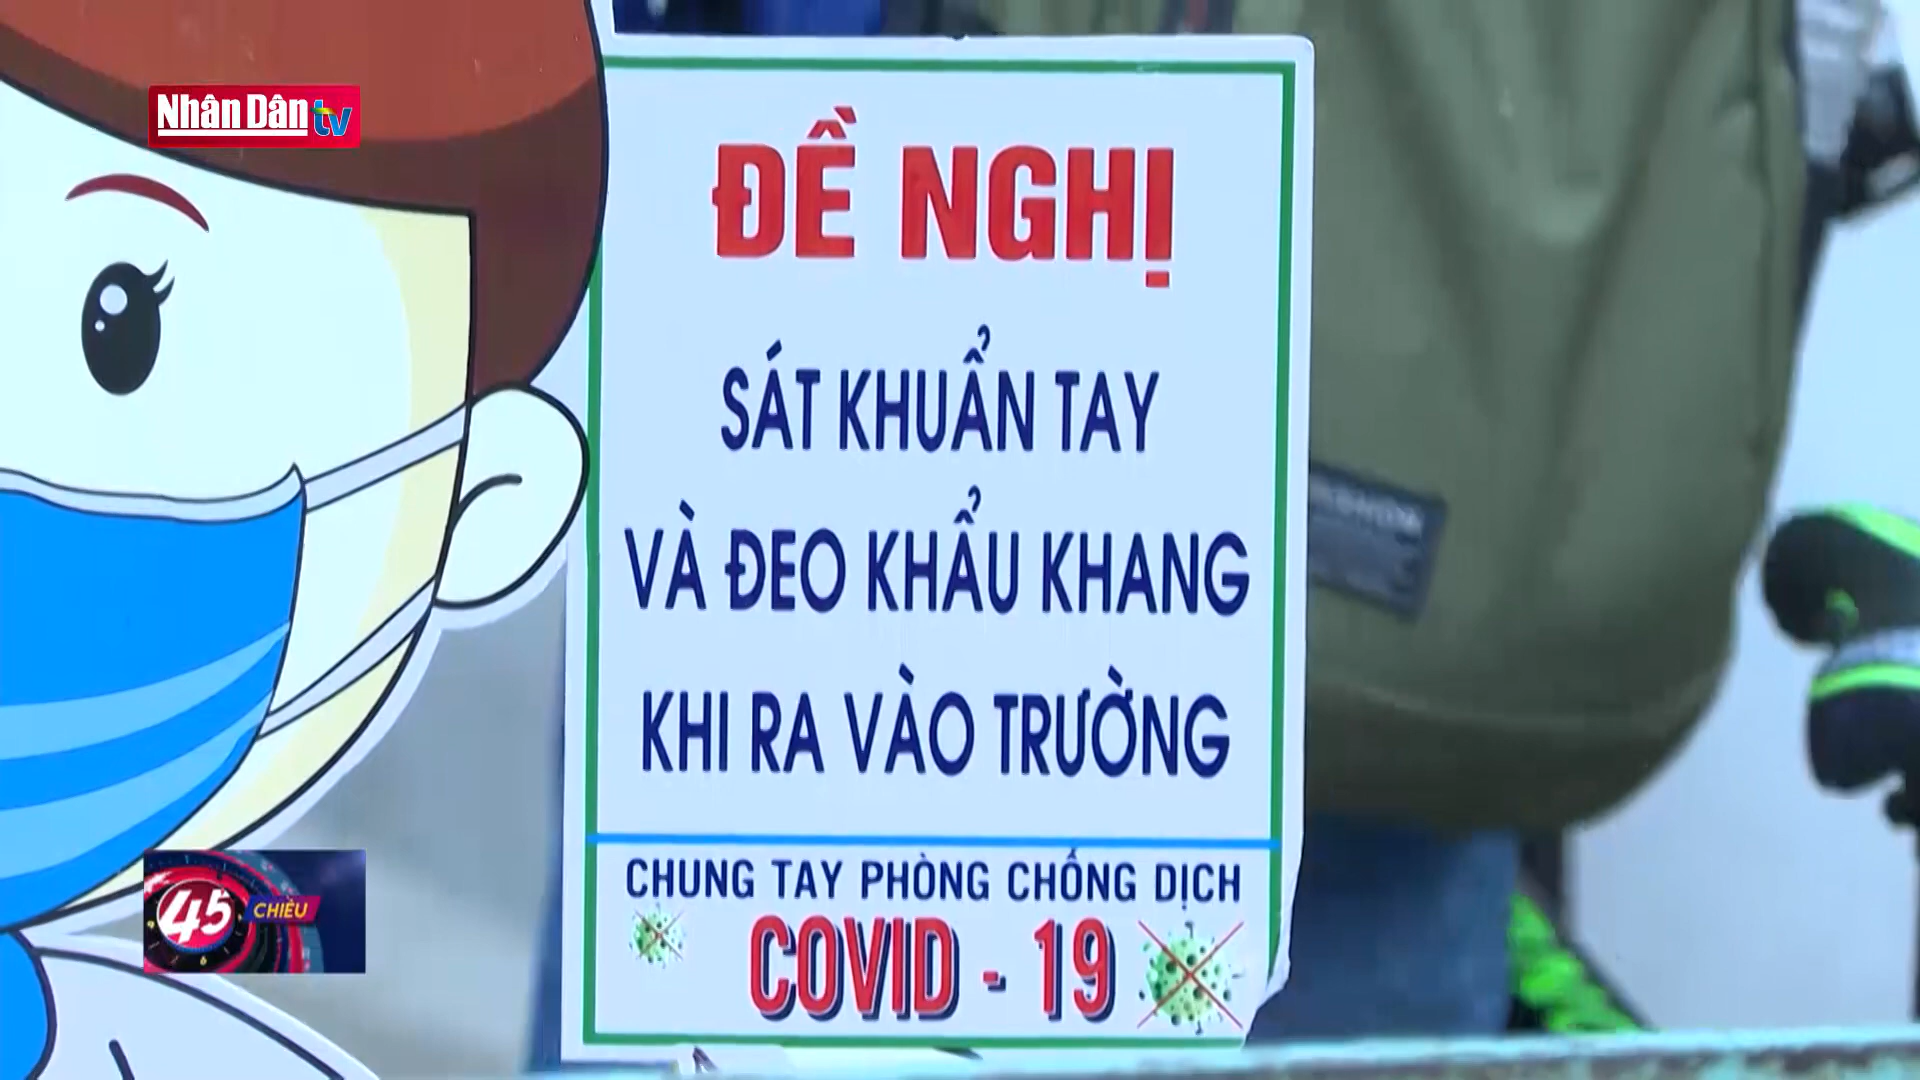 Nhân Dân tv
ĐỀ NGHỊ
SÁT KHUẨN TAY
VÀ ĐEO KHẨU KHANG
KHI RA VÀO TRƯỜNG
CHUNG TAY PHÒNG CHỐNG DỊCH
COVID - 19
45 CHIỀU